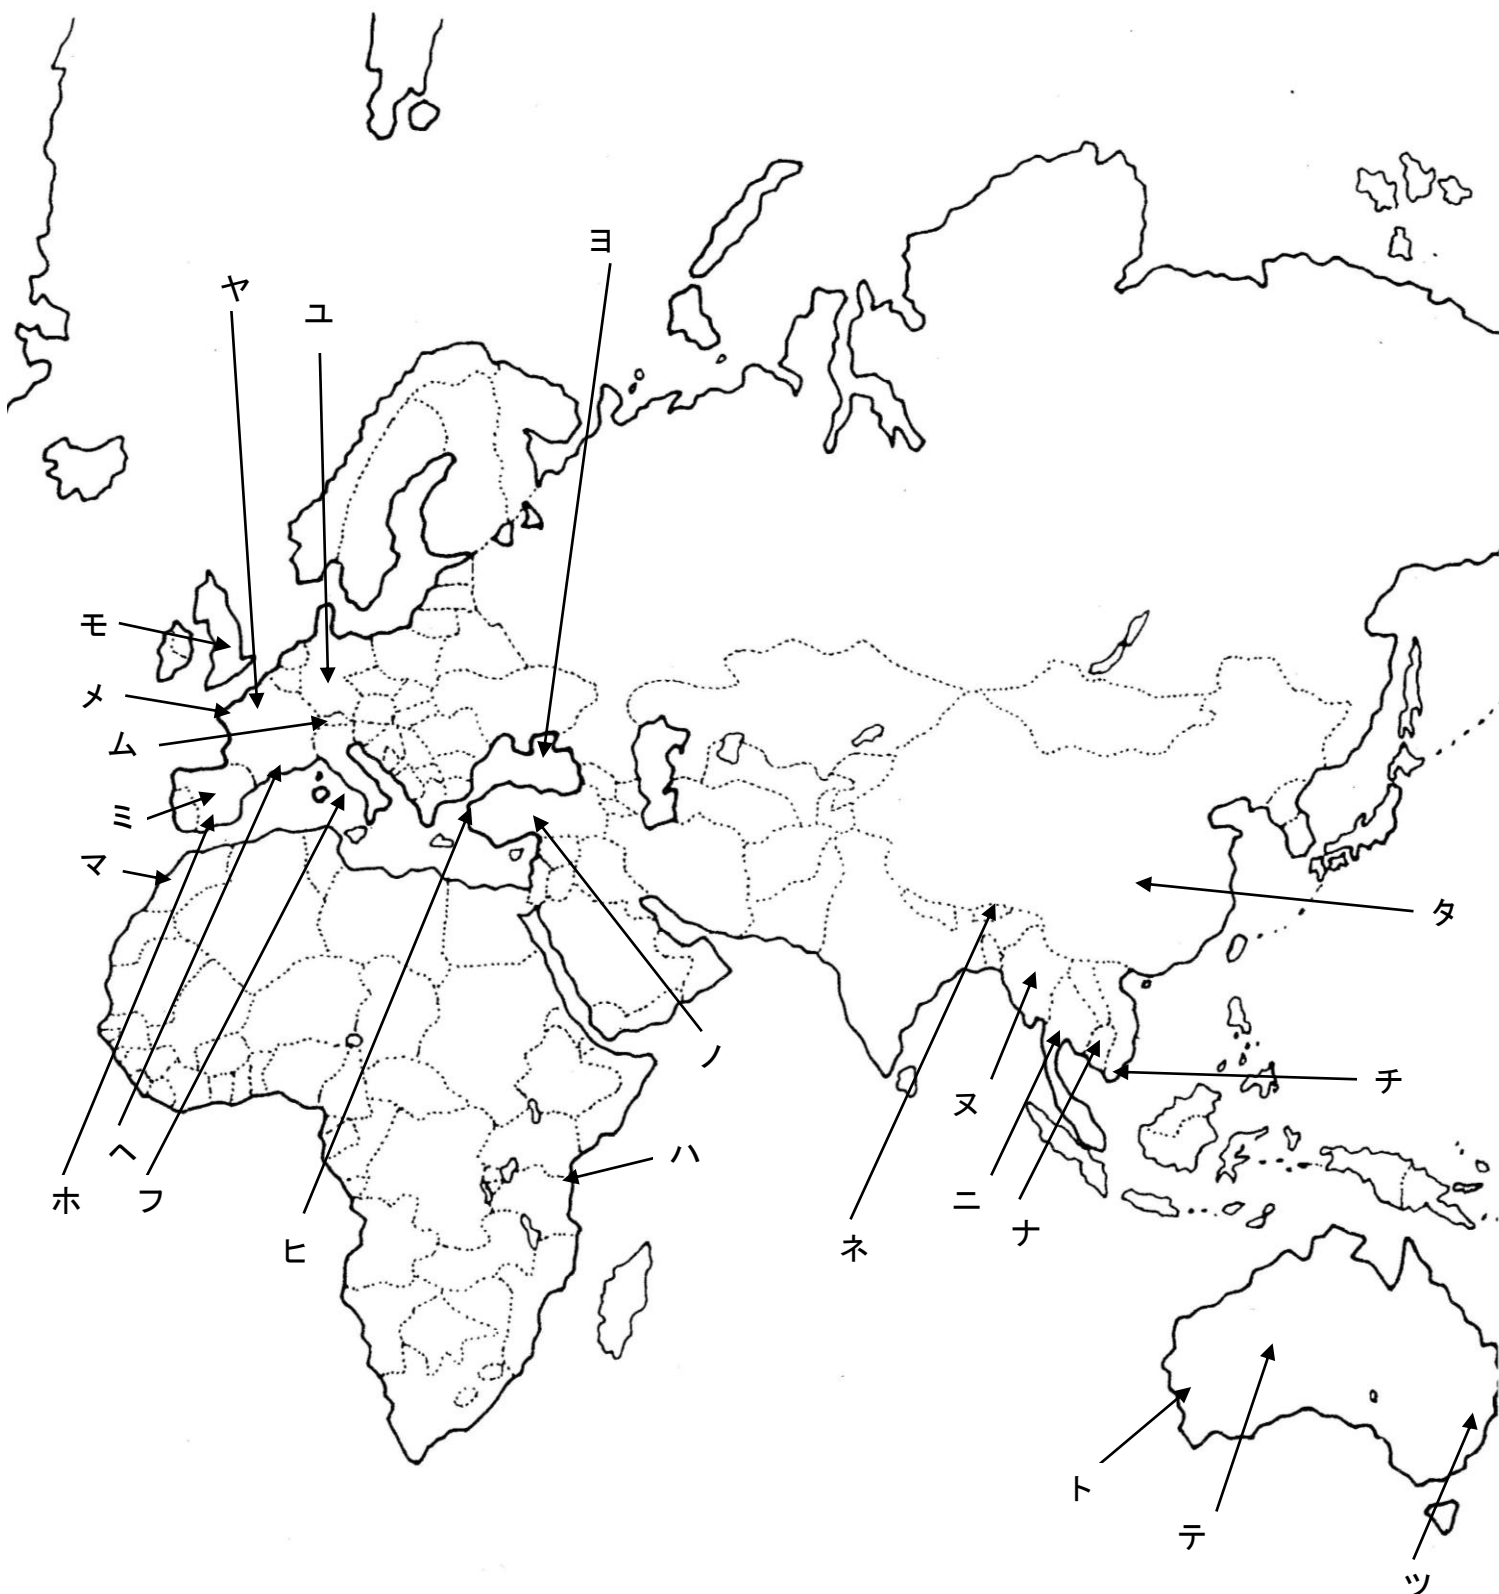 ヨ
ヤ
ユ
モ
メ
ム
ミ
マ
タ
ノ
チ
ヌ
ヘ
ハ
ホ
フ
ニ
ナ
ヒ
ネ
ト
テ
ツ